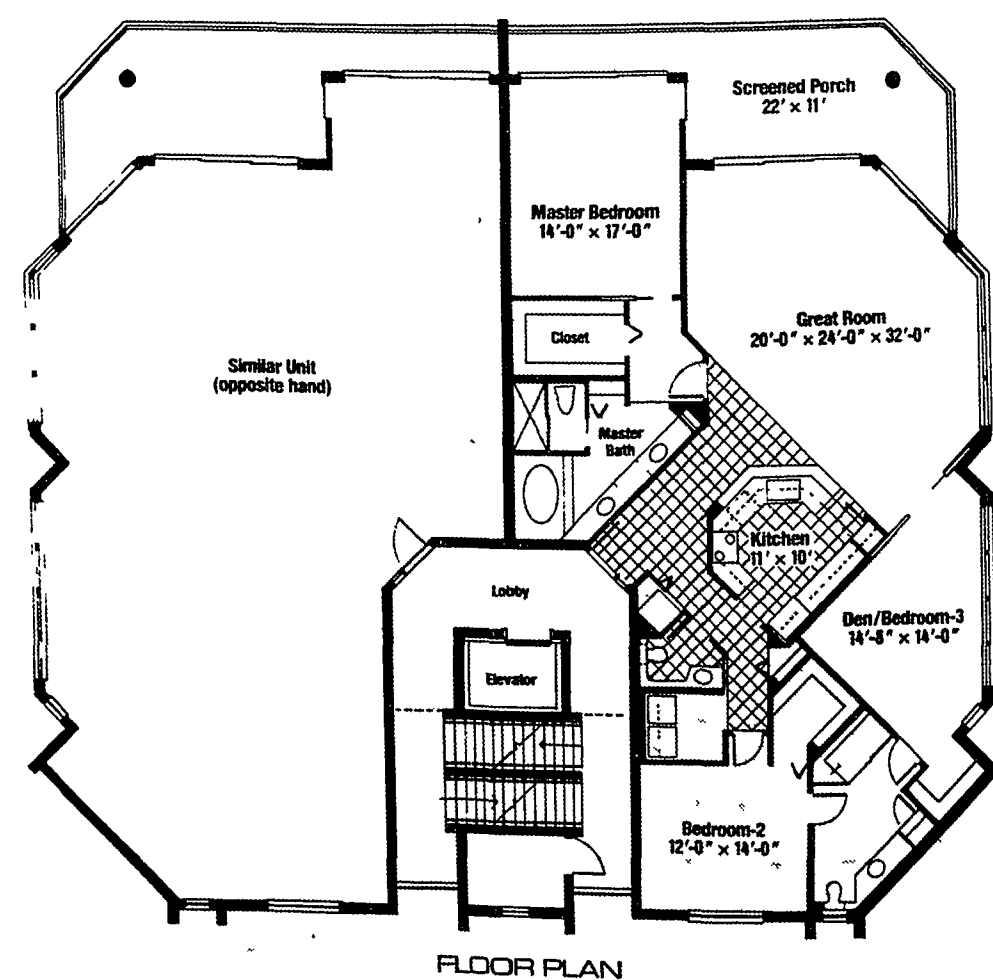 Screened Porch
22' × 11'
Master Bedroom
14'-0" × 17'-0"
Great Room
20'-0" × 24'-0" × 32'-0"
Closet
Similar Unit
(opposite hand)
Master
Bath
Kitchen
11' × 10'
Lobby
Den/Bedroom-3
14'-8" × 14'-0"
Elevator
Bedroom-2
12'-0" × 14'-0"
FLOOR PLAN